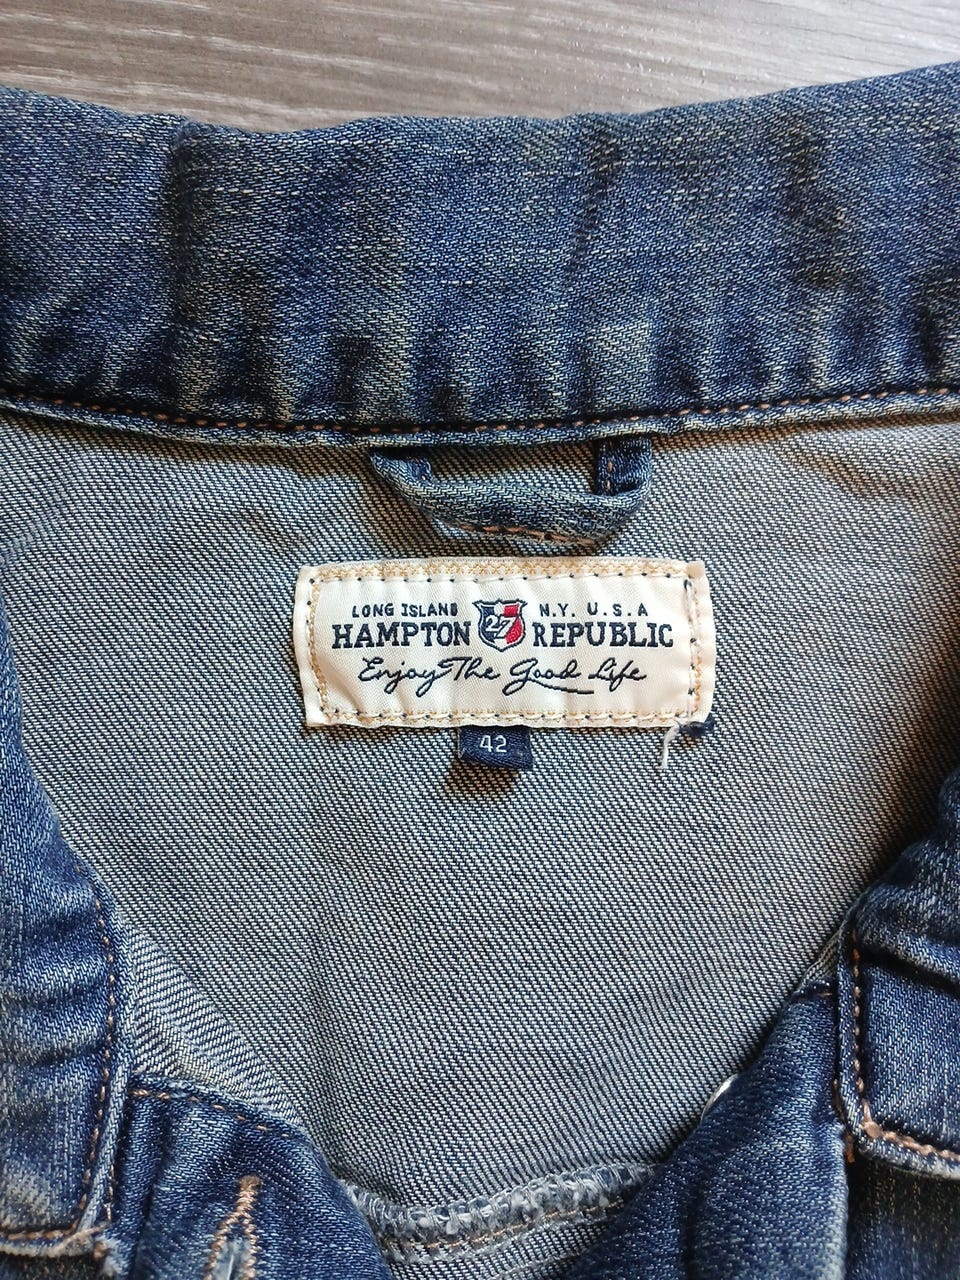 LONG ISLAND N.Y. U.S.A
HAMPTON 27 REPUBLIC
Enjoy The Good Life
42